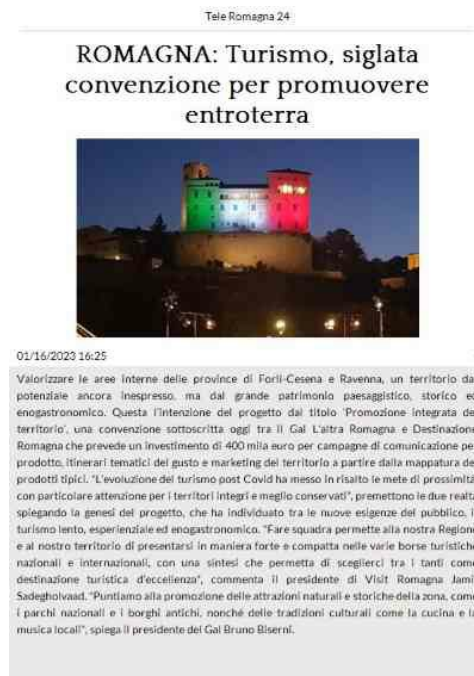 Tele Romagna 24
ROMAGNA: Turismo, siglata
convenzione per promuovere
entroterra
01/16/2023 16:25
Valorizzare le aree interne delle province di Forlì-Cesena e Ravenna, un territorio da
potenziale ancora inespresso, ma dal grande patrimonio paesaggistico, storico ed
enogastronomico. Questa l'intenzione del progetto dal titolo 'Promozione integrata de
territorio', una convenzione sottoscritta oggi tra il Gal L'altra Romagna e Destinazione
Romagna che prevede un investimento di 400 mila euro per campagne di comunicazione pe
prodotto, itinerari tematici del gusto e marketing del territorio a partire dalla mappatura de
prodotti tipici. "L'evoluzione del turismo post Covid ha messo in risalto le mete di prossimità
con particolare attenzione per i territori integri e meglio conservati", premettono le due realtà
spiegando la genesi del progetto, che ha individuato tra le nuove esigenze del pubblico, i
turismo lento, esperienziale ed enogastronomico. "Fare squadra permette alla nostra Regione
e al nostro territorio di presentarsi in maniera forte e compatta nelle varie borse turistiche
nazionali e internazionali, con una sintesi che permetta di sceglierci tra i tanti come
destinazione turistica d'eccellenza", commenta il presidente di Visit Romagna Jami
Sadegholvaad. "Puntiamo alla promozione delle attrazioni naturali e storiche della zona, come
i parchi nazionali e i borghi antichi, nonché delle tradizioni culturali come la cucina e la
musica locali", spiega il presidente del Gal Bruno Biserni.